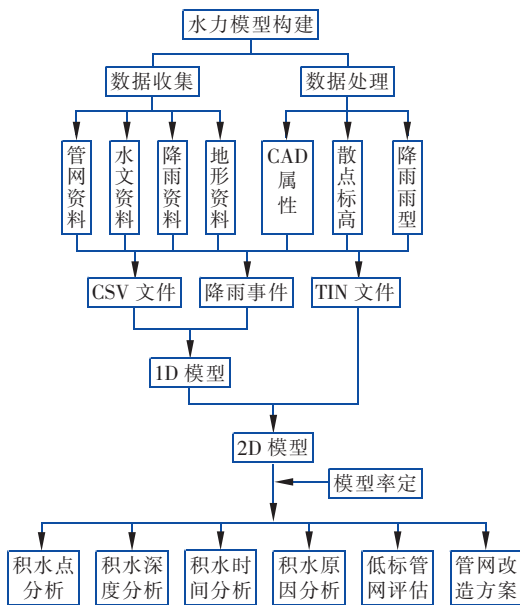 水力模型构建
数据收集
数据处理
管网资料
水文资料
降雨资料
地形资料
CAD
属性
散点标高
降雨雨型
CSV 文件
降雨事件
TIN 文件
1D 模型
2D 模型
模型率定
积水点
分析
积水深
度分析
积水时
间分析
积水原
因分析
低标管
网评估
管网改
造方案